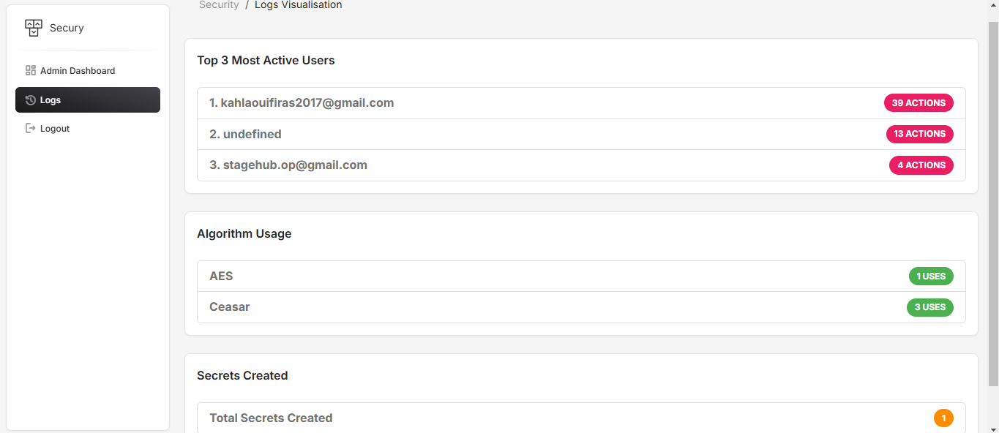 Security / Logs Visualisation
Secury
Admin Dashboard
Logs
Logout
Top 3 Most Active Users
1. kahlaouifiras2017@gmail.com 39 ACTIONS
2. undefined 13 ACTIONS
3. stagehub.op@gmail.com 4 ACTIONS
Algorithm Usage
AES 1 USES
Ceasar 3 USES
Secrets Created
Total Secrets Created 1